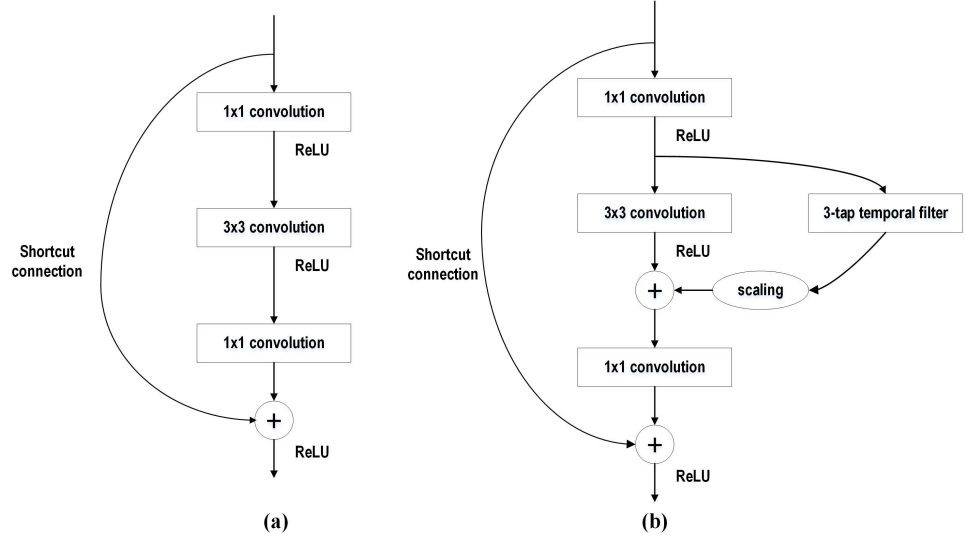 1x1 convolution
ReLU
3x3 convolution
ReLU
Shortcut
connection
1x1 convolution
+
ReLU
(a)
1x1 convolution
ReLU
3x3 convolution
3-tap temporal filter
ReLU
Shortcut
connection
+
scaling
1x1 convolution
+
ReLU
(b)